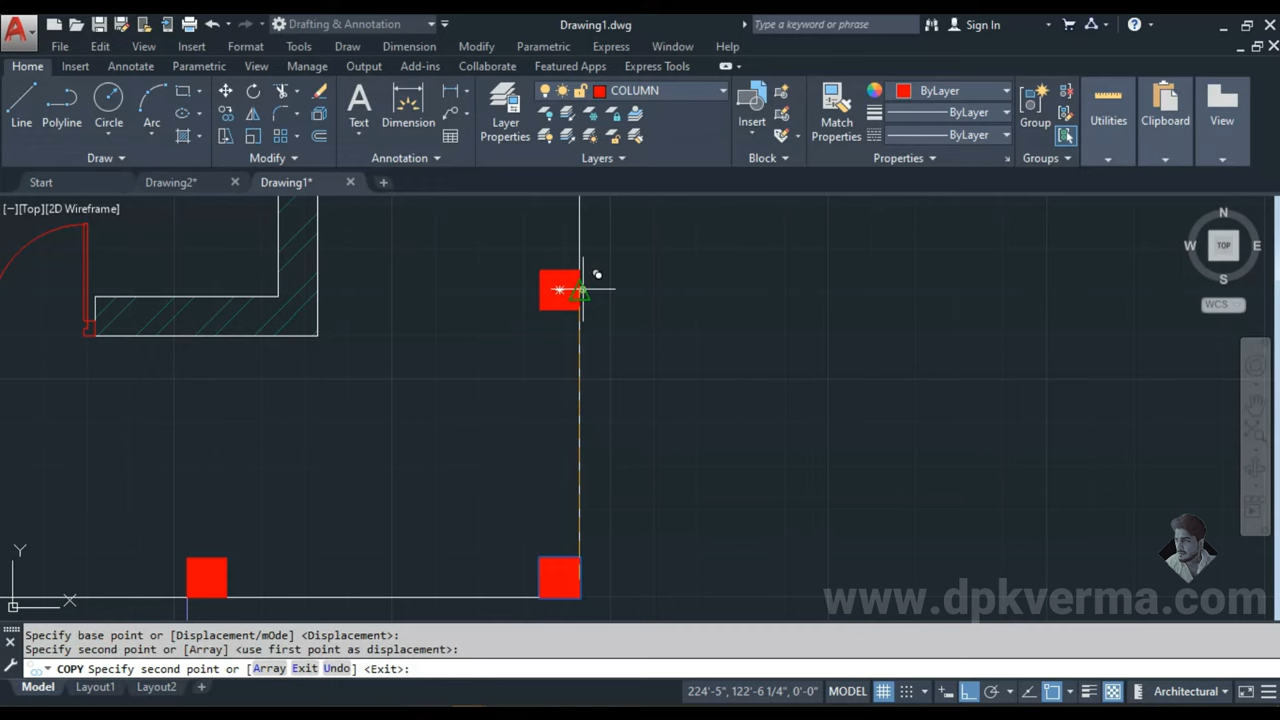 Drafting & Annotation
Drawing1.dwg
Type a keyword or phrase
Sign In
File Edit View Insert Format Tools Draw Dimension Modify Parametric Express Window Help
Home Insert Annotate Parametric View Manage Output Add-ins Collaborate Featured Apps Express Tools
COLUMN
ByLayer
Line Polyline Circle Arc
Text Dimension
Layer Properties
Insert
Match Properties
ByLayer
ByLayer
Group
Utilities
Clipboard
View
Draw Modify Annotation Layers Block Properties Groups
Start Drawing2* Drawing1*
[−][Top][2D Wireframe]
N
W TOP E
S
WCS
Y
X
www.dpkverma.com
Specify base point or [Displacement/mOde] <Displacement>:
Specify second point or [Array] <use first point as displacement>:
COPY Specify second point or [Array Exit Undo] <Exit>:
Model Layout1 Layout2 +
224'-5", 122'-6 1/4", 0'-0" MODEL Architectural